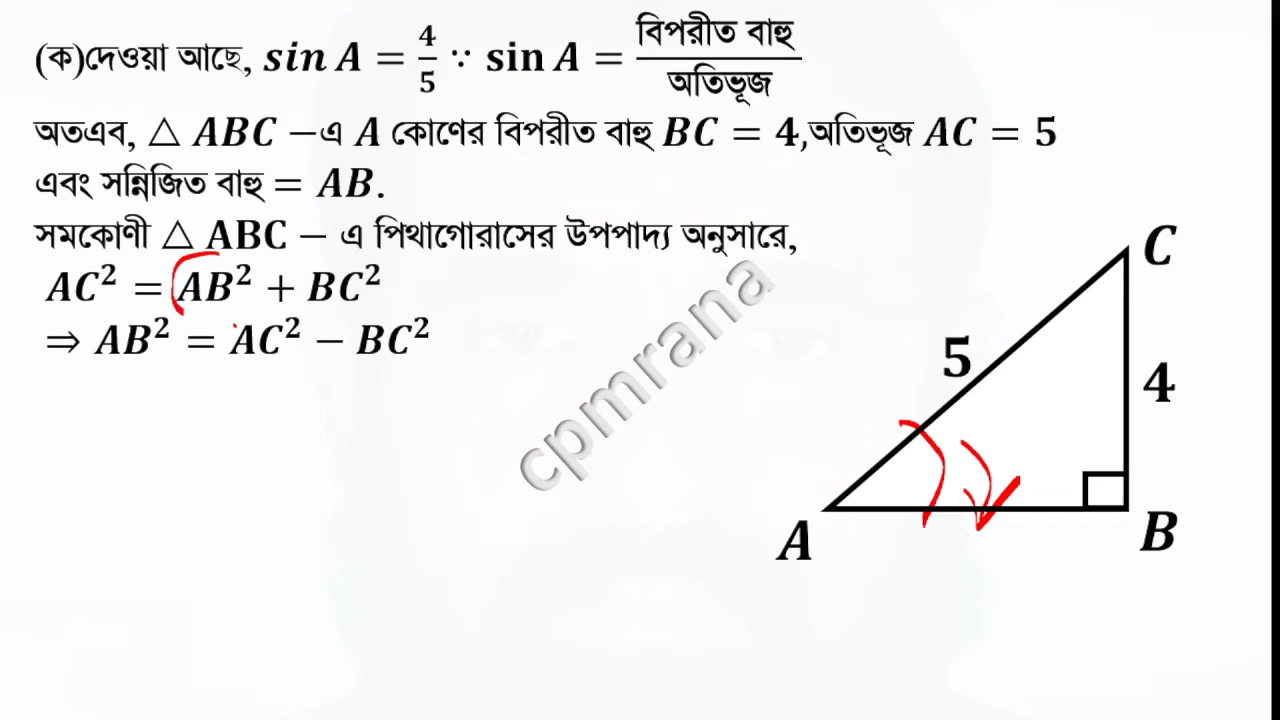 (ক)দেওয়া আছে, sin A = 4/5 ∵ sin A = বিপরীত বাহু/অতিভূজ
অতএব, △ ABC −এ A কোণের বিপরীত বাহু BC = 4,অতিভূজ AC = 5
এবং সন্নিজিত বাহু = AB.
সমকোণী △ ABC − এ পিথাগোরাসের উপপাদ্য অনুসারে,
AC² = AB² + BC²
⇒ AB² = AC² − BC²
C
5
4
A
B
cpmrana